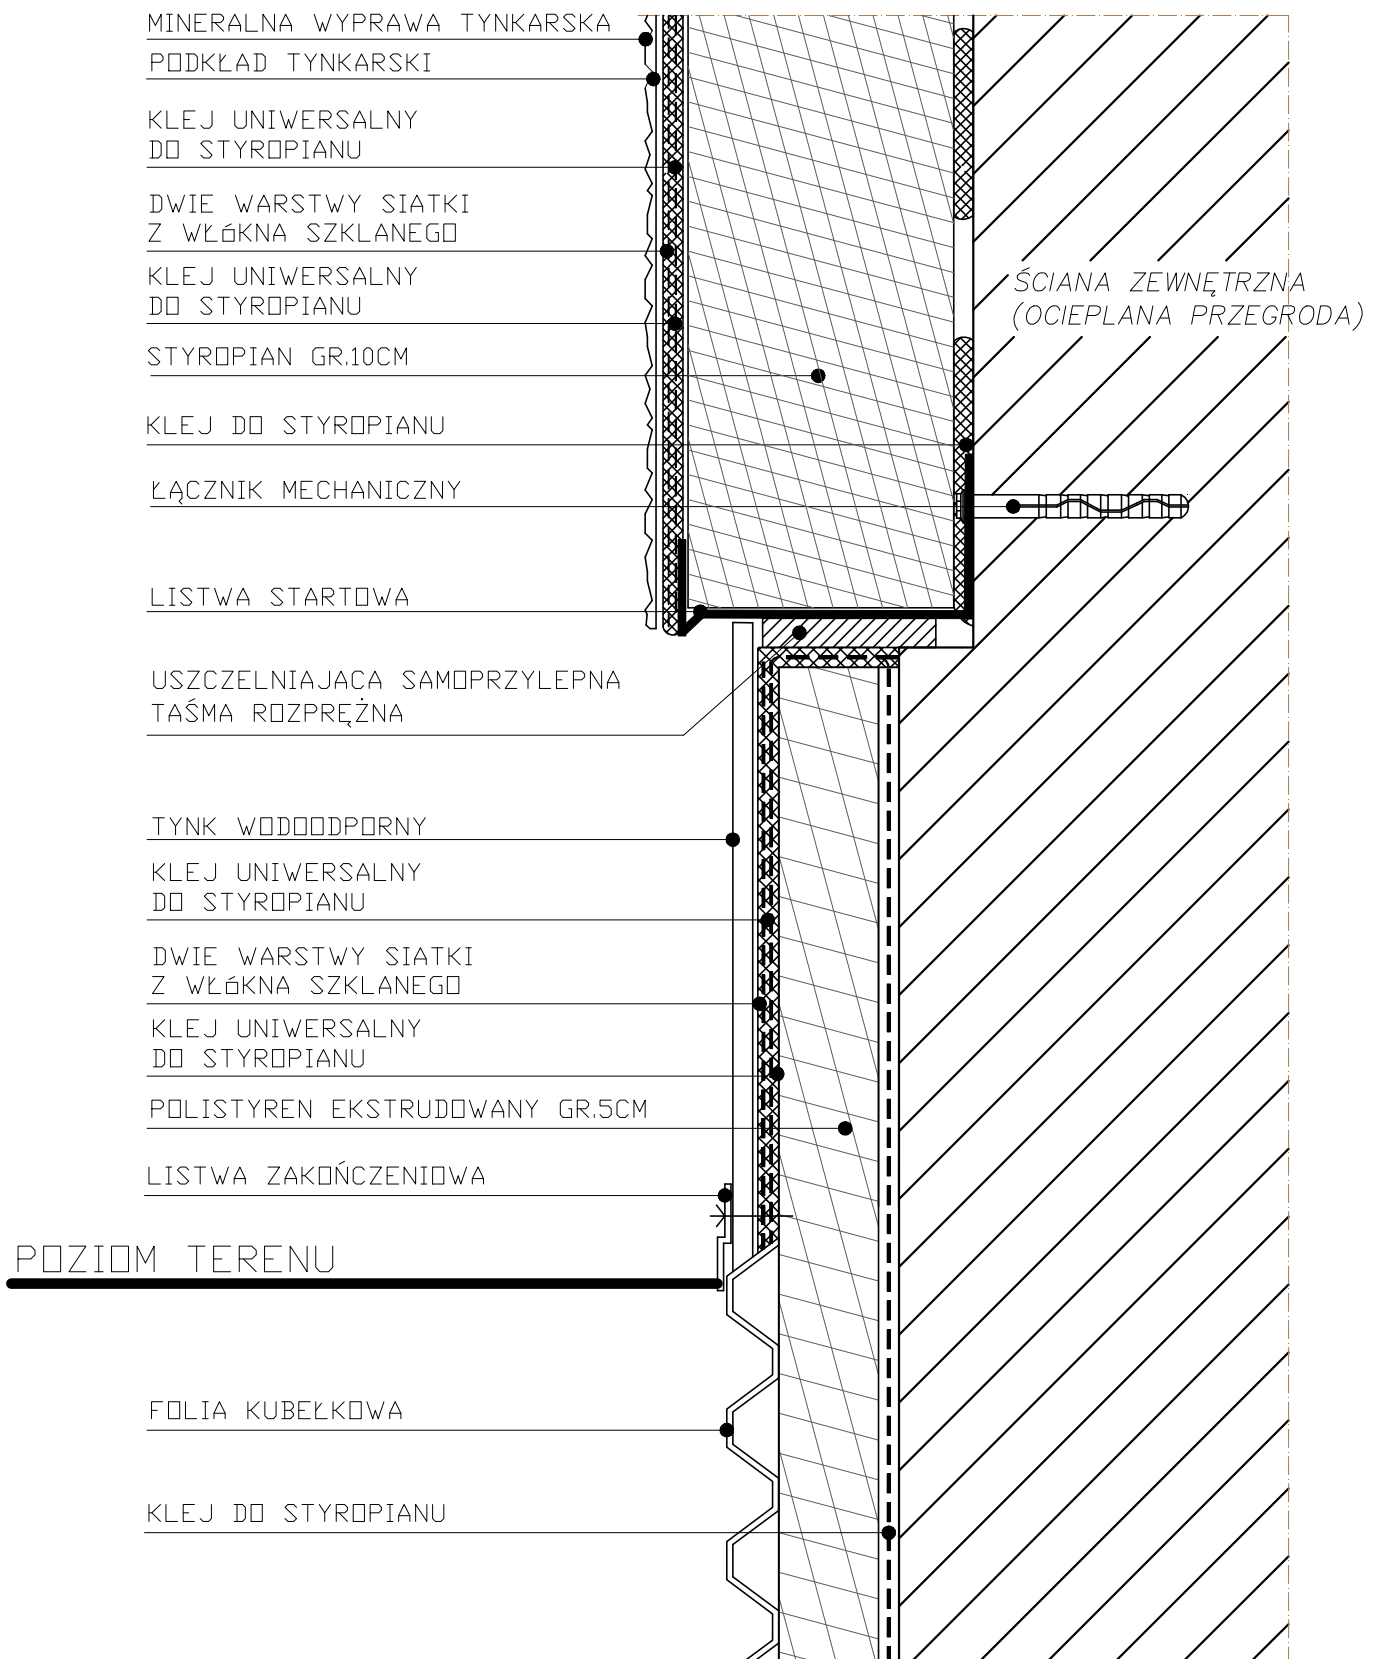 MINERALNA WYPRAWA TYNKARSKA
PODKŁAD TYNKARSKI
KLEJ UNIWERSALNY
DO STYROPIANU
DWIE WARSTWY SIATKI
Z WŁóKNA SZKLANEGO
KLEJ UNIWERSALNY
DO STYROPIANU
ŚCIANA ZEWNĘTRZNA
(OCIEPLANA PRZEGRODA)
STYROPIAN GR.10CM
KLEJ DO STYROPIANU
ŁĄCZNIK MECHANICZNY
LISTWA STARTOWA
USZCZELNIAJACA SAMOPRZYLEPNA
TAŚMA ROZPRĘŻNA
TYNK WODOODPORNY
KLEJ UNIWERSALNY
DO STYROPIANU
DWIE WARSTWY SIATKI
Z WŁóKNA SZKLANEGO
KLEJ UNIWERSALNY
DO STYROPIANU
POLISTYREN EKSTRUDOWANY GR.5CM
LISTWA ZAKOŃCZENIOWA
POZIOM TERENU
FOLIA KUBEŁKOWA
KLEJ DO STYROPIANU